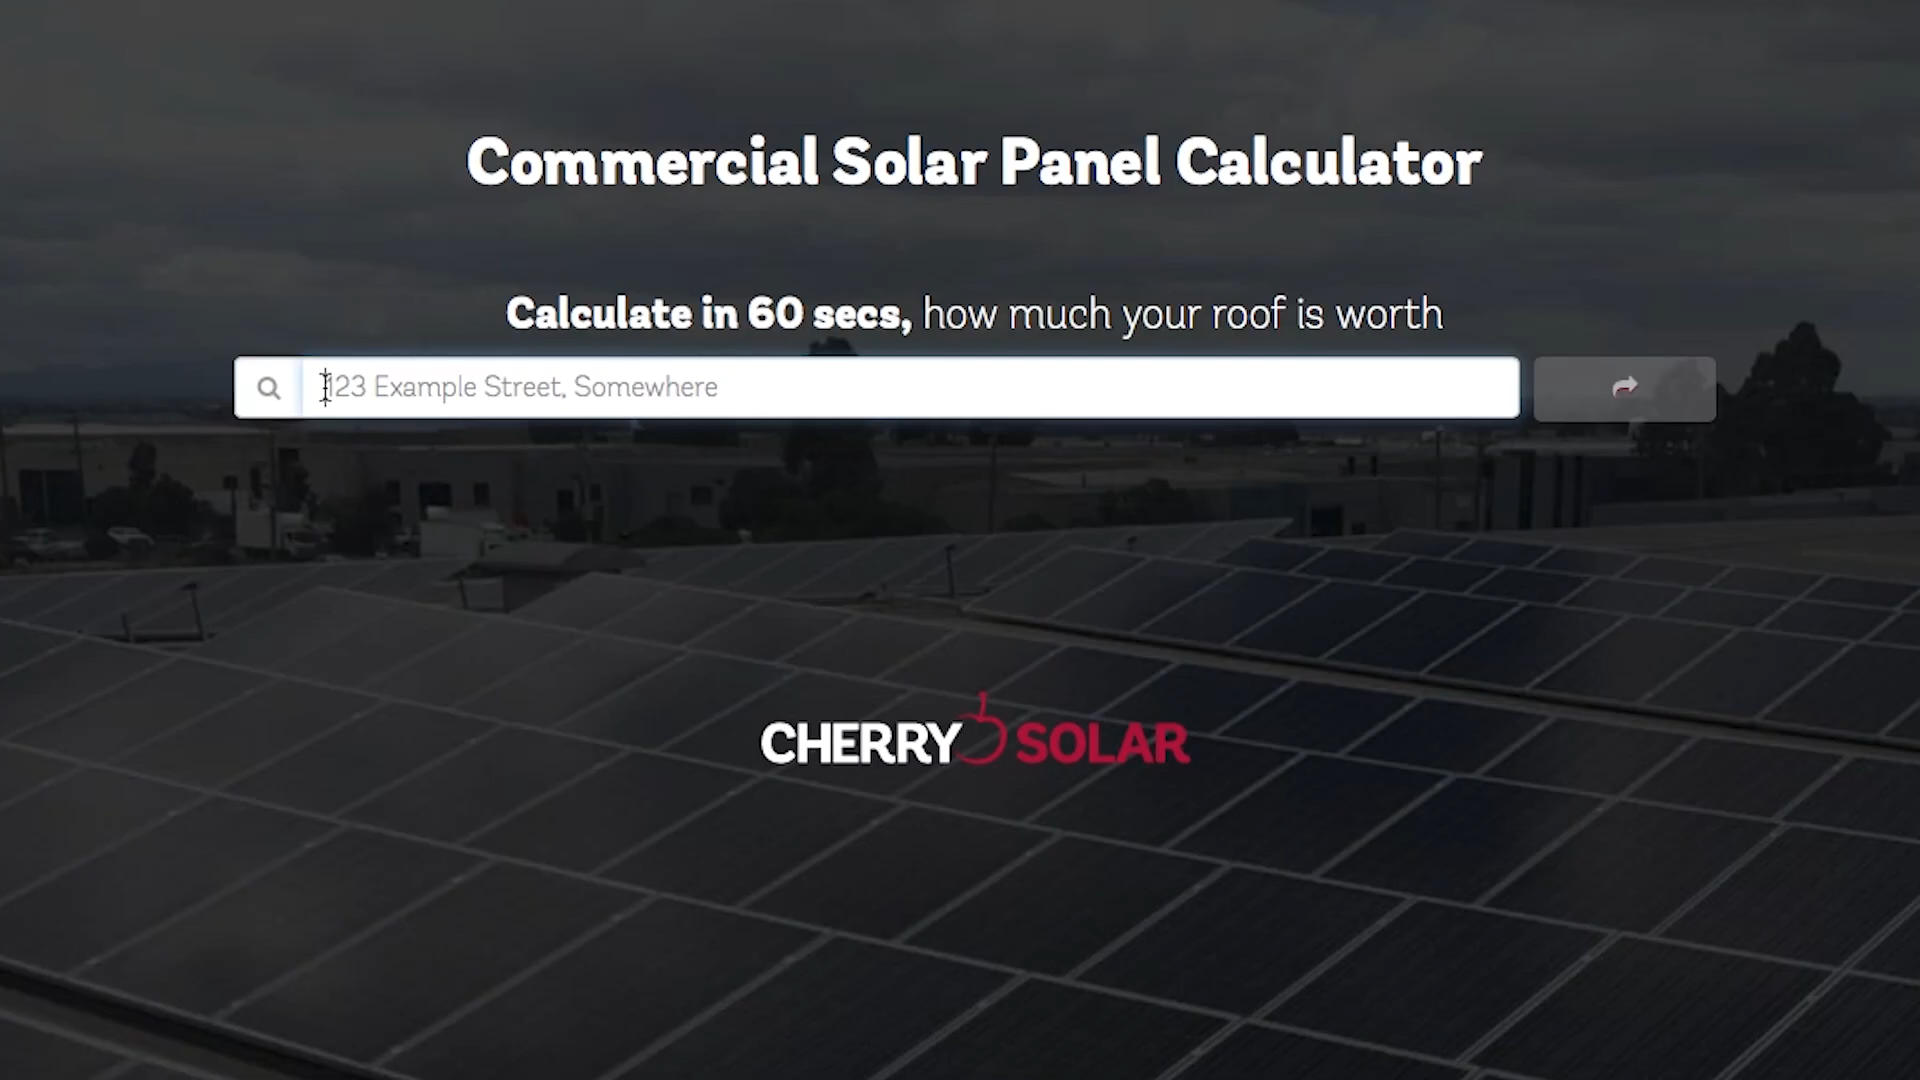 Commercial Solar Panel Calculator
Calculate in 60 secs, how much your roof is worth
123 Example Street, Somewhere
CHERRY SOLAR